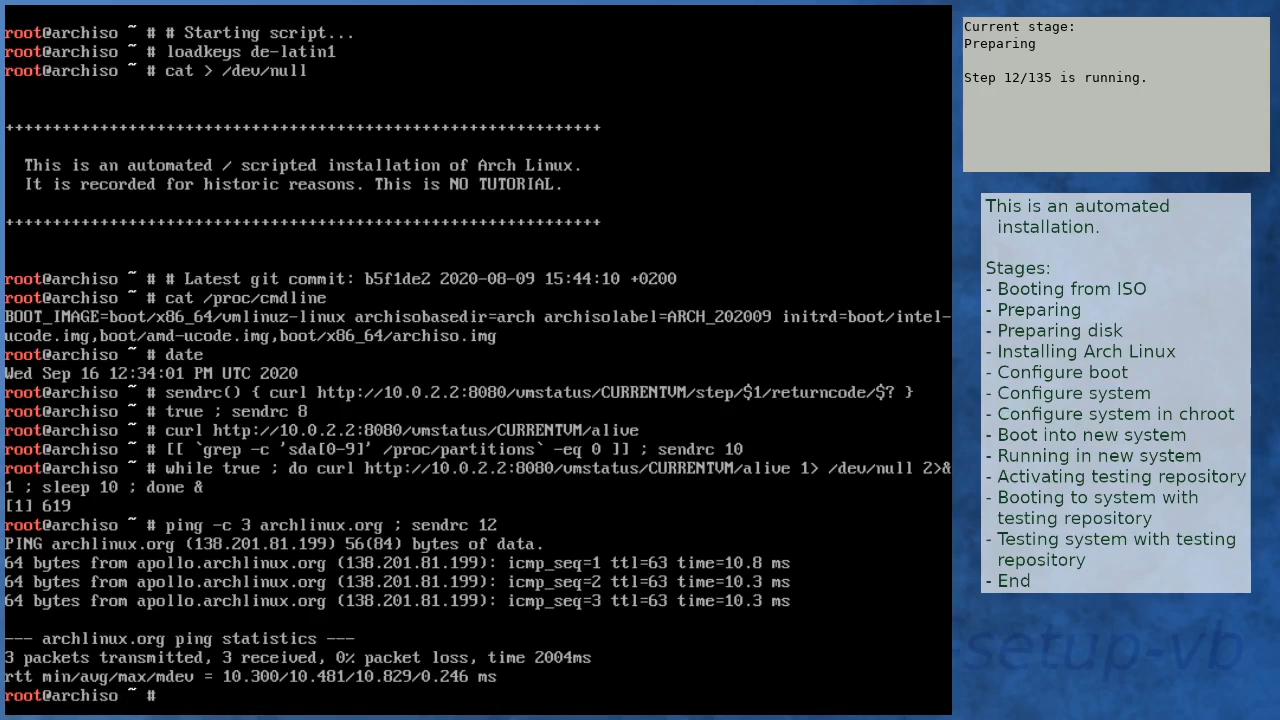 root@archiso ~ # # Starting script...
root@archiso ~ # loadkeys de-latin1
root@archiso ~ # cat > /dev/null
++++++++++++++++++++++++++++++++++++++++++++++++++++++++++++++++
This is an automated / scripted installation of Arch Linux.
It is recorded for historic reasons. This is NO TUTORIAL.
++++++++++++++++++++++++++++++++++++++++++++++++++++++++++++++++
root@archiso ~ # # Latest git commit: b5f1de2 2020-08-09 15:44:10 +0200
root@archiso ~ # cat /proc/cmdline
BOOT_IMAGE=boot/x86_64/vmlinuz-linux archisobasedir=arch archisolabel=ARCH_202009 initrd=boot/intel-
ucode.img,boot/amd-ucode.img,boot/x86_64/archiso.img
root@archiso ~ # date
Wed Sep 16 12:34:01 PM UTC 2020
root@archiso ~ # sendrc() { curl http://10.0.2.2:8080/vmstatus/CURRENTVM/step/$1/returncode/$? }
root@archiso ~ # true ; sendrc 8
root@archiso ~ # curl http://10.0.2.2:8080/vmstatus/CURRENTVM/alive
root@archiso ~ # [[ `grep -c 'sda[0-9]' /proc/partitions` -eq 0 ]] ; sendrc 10
root@archiso ~ # while true ; do curl http://10.0.2.2:8080/vmstatus/CURRENTVM/alive 1> /dev/null 2>&
1 ; sleep 10 ; done &
[1] 619
root@archiso ~ # ping -c 3 archlinux.org ; sendrc 12
PING archlinux.org (138.201.81.199) 56(84) bytes of data.
64 bytes from apollo.archlinux.org (138.201.81.199): icmp_seq=1 ttl=63 time=10.8 ms
64 bytes from apollo.archlinux.org (138.201.81.199): icmp_seq=2 ttl=63 time=10.3 ms
64 bytes from apollo.archlinux.org (138.201.81.199): icmp_seq=3 ttl=63 time=10.3 ms
--- archlinux.org ping statistics ---
3 packets transmitted, 3 received, 0% packet loss, time 2004ms
rtt min/avg/max/mdev = 10.300/10.481/10.829/0.246 ms
root@archiso ~ #
Current stage:
Preparing
Step 12/135 is running.
This is an automated
installation.
Stages:
- Booting from ISO
- Preparing
- Preparing disk
- Installing Arch Linux
- Configure boot
- Configure system
- Configure system in chroot
- Boot into new system
- Running in new system
- Activating testing repository
- Booting to system with
testing repository
- Testing system with testing
repository
- End
-setup-vb